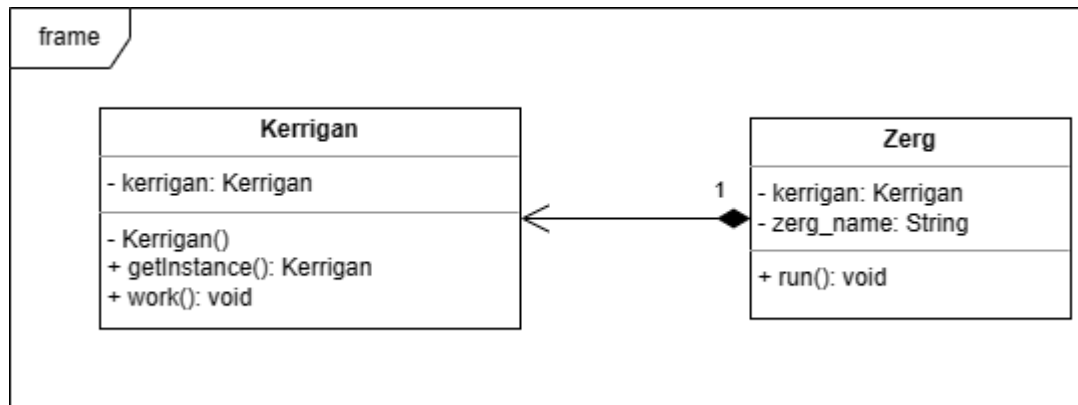 frame
Kerrigan
- kerrigan: Kerrigan
- Kerrigan()
+ getInstance(): Kerrigan
+ work(): void
1
Zerg
- kerrigan: Kerrigan
- zerg_name: String
+ run(): void